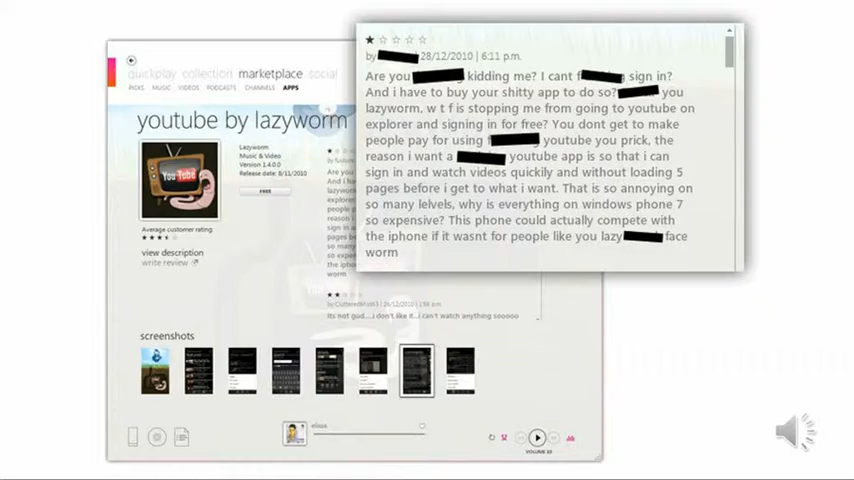 quickplay collection marketplace social
PICKS MUSIC VIDEOS PODCASTS CHANNELS APPS
youtube by lazyworm
YouTube
Lazyworm
Music & Video
Version 1.4.0.0
Release date: 8/11/2010
FREE
Average customer rating
view description
write review
by 28/12/2010 | 6:11 p.m.
Are you kidding me? I cant f sign in?
And i have to buy your shitty app to do so? you
lazyworm, w t f is stopping me from going to youtube on
explorer and signing in for free? You dont get to make
people pay for using f youtube you prick, the
reason i want a youtube app is so that i can
sign in and watch videos quickly and without loading 5
pages before i get to what i want. That is so annoying on
so many lelvels, why is everything on windows phone 7
so expensive? This phone could actually compete with
the iphone if it wasnt for people like you lazy face
worm
Its not gud....i don't like it...i can't watch anything sooooo
screenshots
elissa
VOLUME